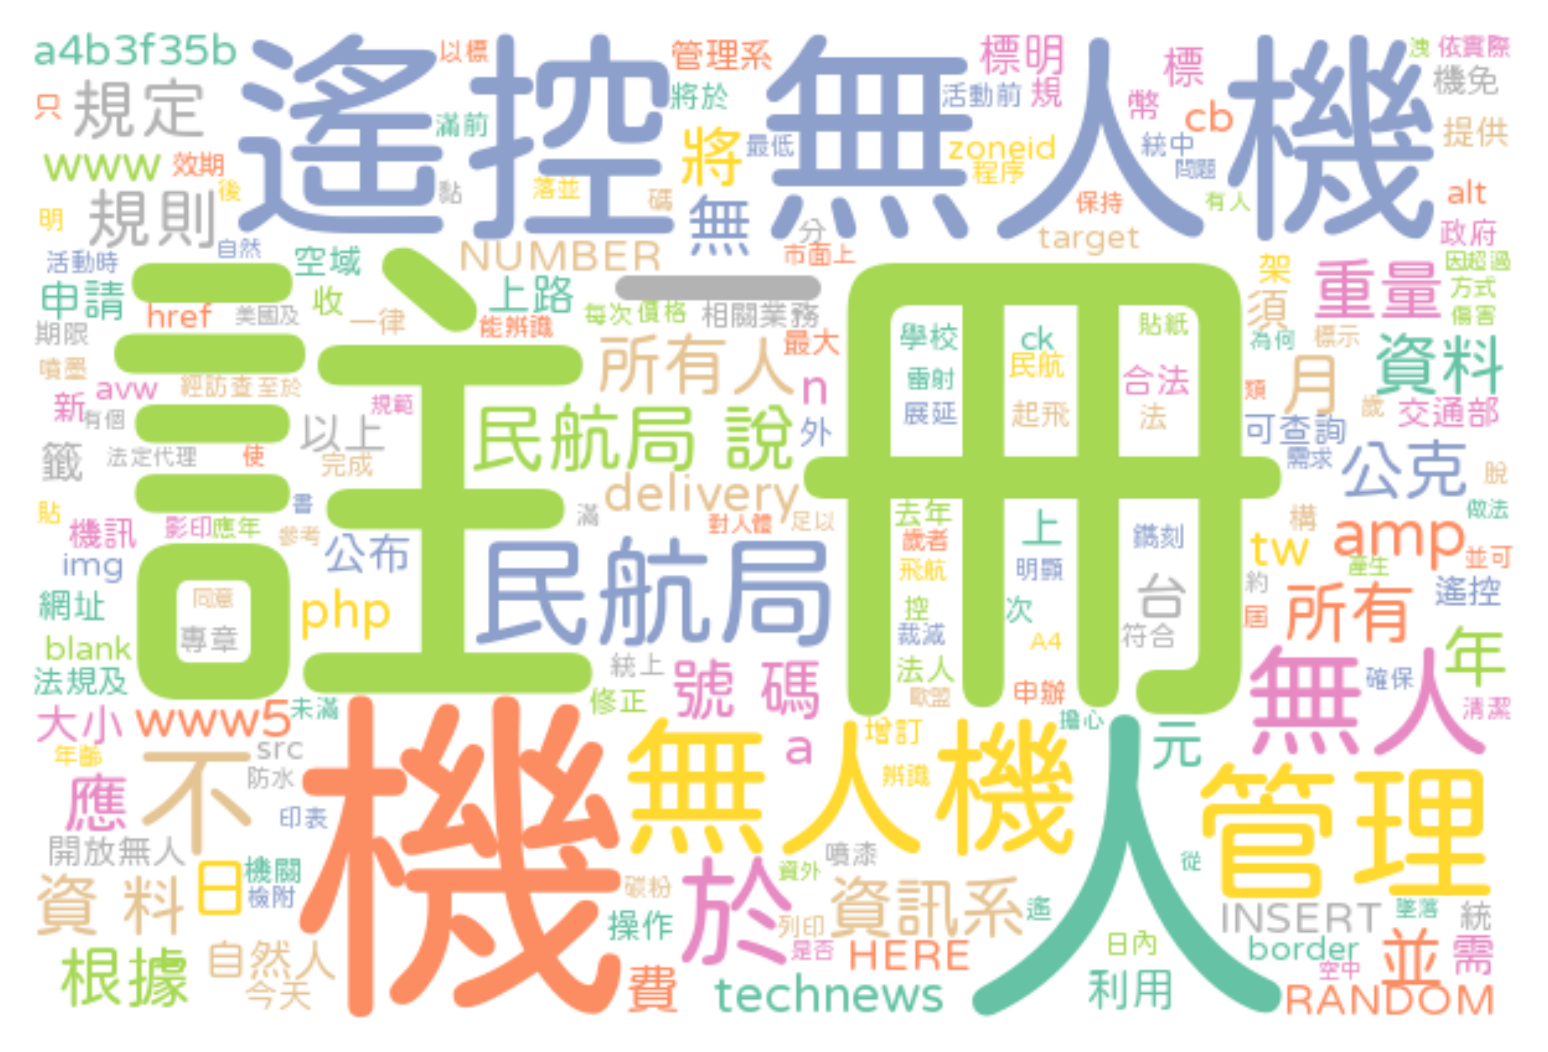 a4b3f35b
遙控無人機
以標
管理系
標明
標
洩
依實際
只
規定
將於
活動前
規
幣
機免
滿前
cb
www
效期
將
最低
zoneid
統中
提供
程序
問題
後
黏
落並
碼
保持
有人
alt
明
規則
無
分
target
政府
自然
NUMBER
市面上
活動時
空域
註冊
一
架
重量
因超過
申請
收
上路
方式
href
美國及
一律
能辨識
每次
價格
相關業務
須
傷害
期限
所有人
最大
學校
ck
貼紙
為何
標示
資料
噴墨
avw
經訪查
至於
n
雷射
民航
合法
類
月
新
有個
規範
民航局 說
外
展延
起飛
法
歲
交通部
以上
可查詢
籤
法定代理
使
完成
需求
公克
脫
delivery
貼
書
滿
對人體
足以
去年
上
鐫刻
構
做法
機訊
影印
應年
參考
公布
民航局
歲者
tw
amp
並可
img
飛航
明顯
產生
網址
同意
php
控
次
台
約
所有
遙控
專章
裁減
A4
符合
屆
blank
統上
法人
無人
年
法規及
號 碼
歐盟
申辦
確保
大小
www5
未滿
修正
清潔
機
無人機
增訂
擔心
人
元
年齡
src
a
不
防水
辨識
管理
應
印表
開放無人
機關
噴漆
從
資 料
日
檢附
碳粉
於
資外
資訊系
遙
INSERT
墜落
統
操作
列印
根據
自然人
是否
HERE
日內
border
並
需
今天
費
technews
利用
空中
RANDOM